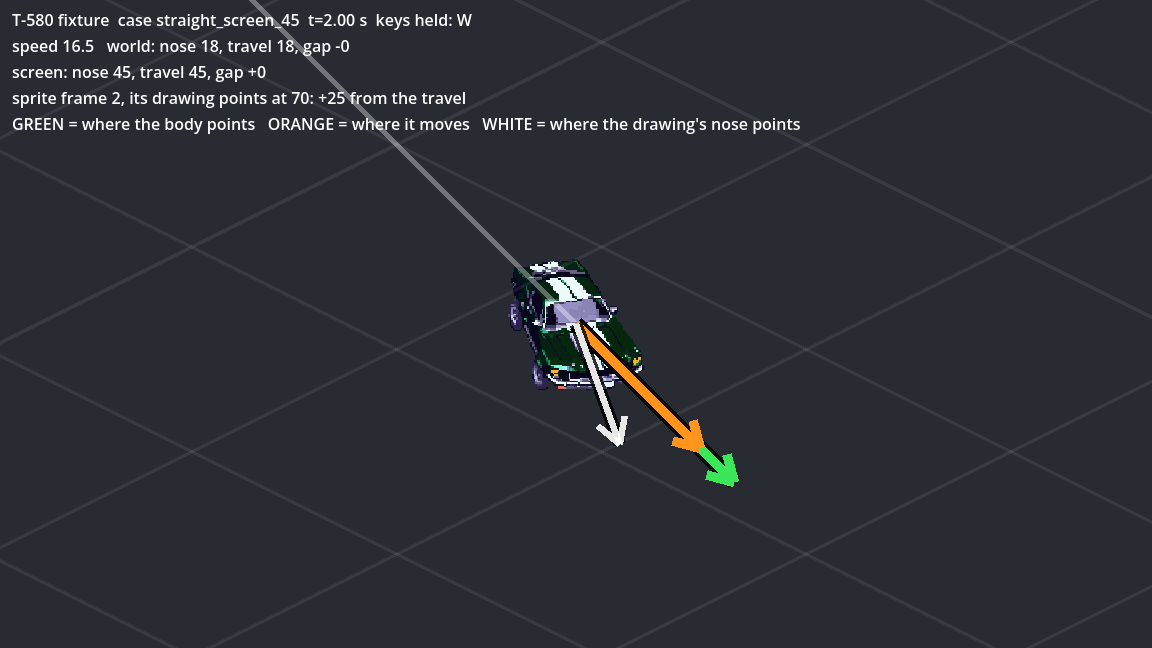 T-580 fixture  case straight_screen_45  t=2.00 s  keys held: W
speed 16.5   world: nose 18, travel 18, gap -0
screen: nose 45, travel 45, gap +0
sprite frame 2, its drawing points at 70: +25 from the travel
GREEN = where the body points   ORANGE = where it moves   WHITE = where the drawing's nose points